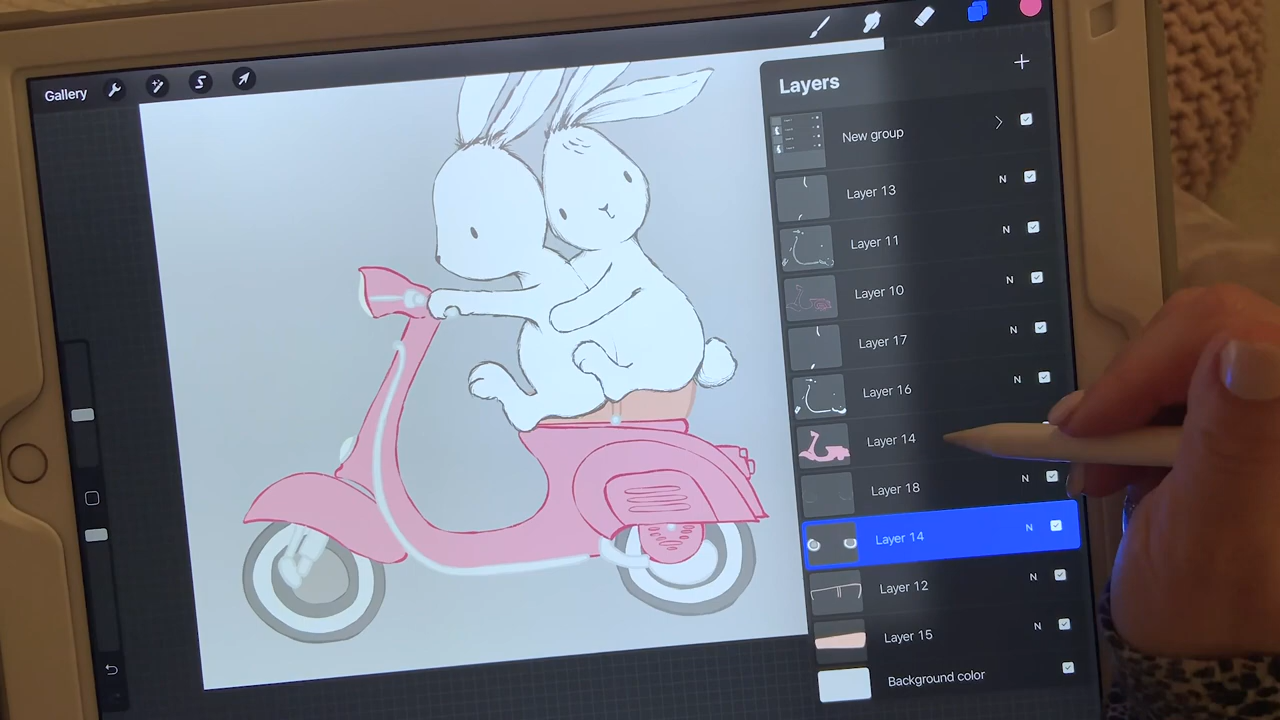 Gallery
Layers
New group
Layer 13 N
Layer 11 N
Layer 10 N
Layer 17 N
Layer 16 N
Layer 14
Layer 18 N
Layer 14 N
Layer 12 N
Layer 15 N
Background color